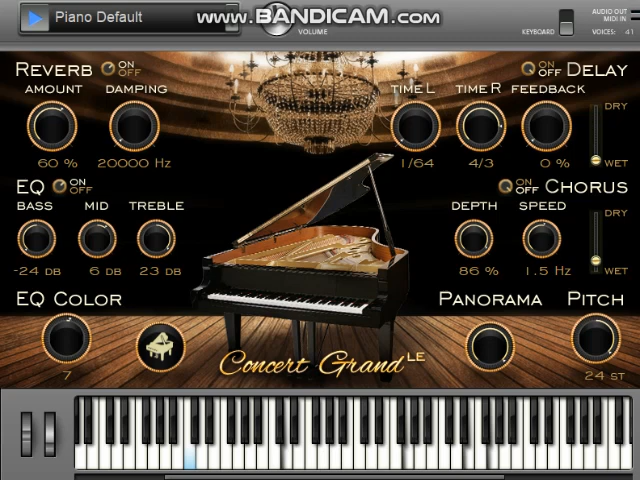 Piano Default
www.BANDICAM.com
VOLUME
KEYBOARD
AUDIO OUT
MIDI IN
VOICES: 41
REVERB ON OFF
AMOUNT DAMPING
60 % 20000 Hz
ON OFF DELAY
TIME L TIME R FEEDBACK
1/64 4/3 0 %
DRY
WET
EQ ON OFF
BASS MID TREBLE
-24 DB 6 DB 23 DB
ON OFF CHORUS
DEPTH SPEED
86 % 1.5 Hz
DRY
WET
EQ COLOR
7
Concert Grand LE
PANORAMA PITCH
24 ST